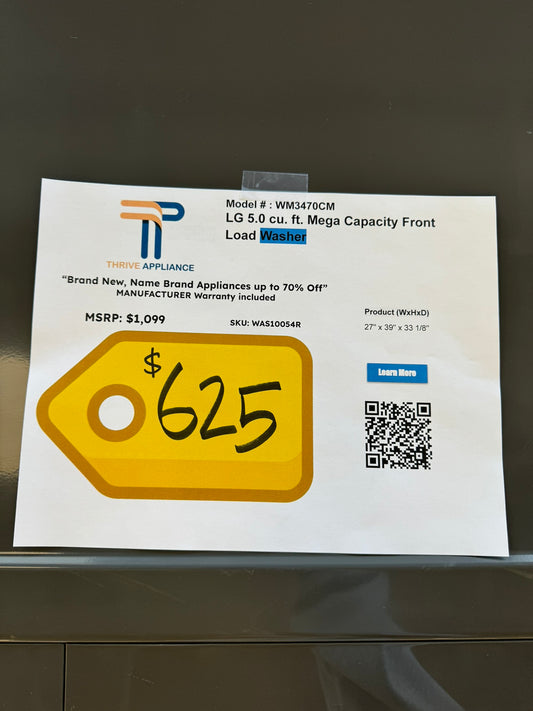 Model # : WM3470CM
LG 5.0 cu. ft. Mega Capacity Front
Load Washer
THRIVE APPLIANCE
“Brand New, Name Brand Appliances up to 70% Off”
MANUFACTURER Warranty included
MSRP: $1,099
SKU: WAS10054R
Product (WxHxD)
27" x 39" x 33 1/8"
Learn More
$625